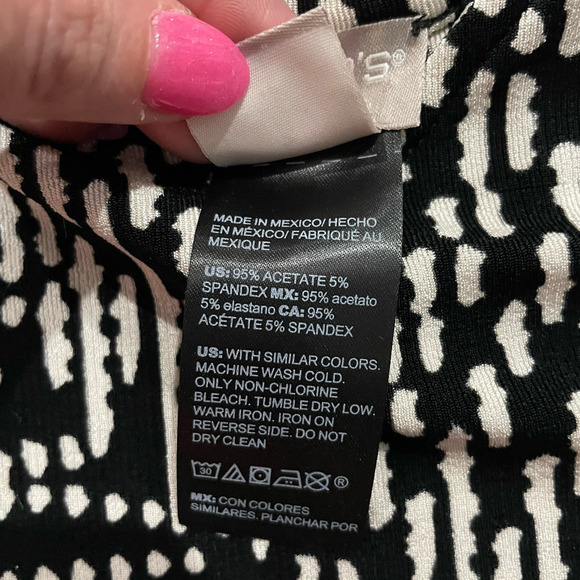 'S®
MADE IN MEXICO/ HECHO
EN MÉXICO/ FABRIQUÉ AU
MEXIQUE
US: 95% ACETATE 5%
SPANDEX MX: 95% acetato
5% elastano CA: 95%
ACÉTATE 5% SPANDEX
US: WITH SIMILAR COLORS.
MACHINE WASH COLD.
ONLY NON-CHLORINE
BLEACH. TUMBLE DRY LOW.
WARM IRON. IRON ON
REVERSE SIDE. DO NOT
DRY CLEAN
30 ®
MX: CON COLORES
SIMILARES. PLANCHAR POR